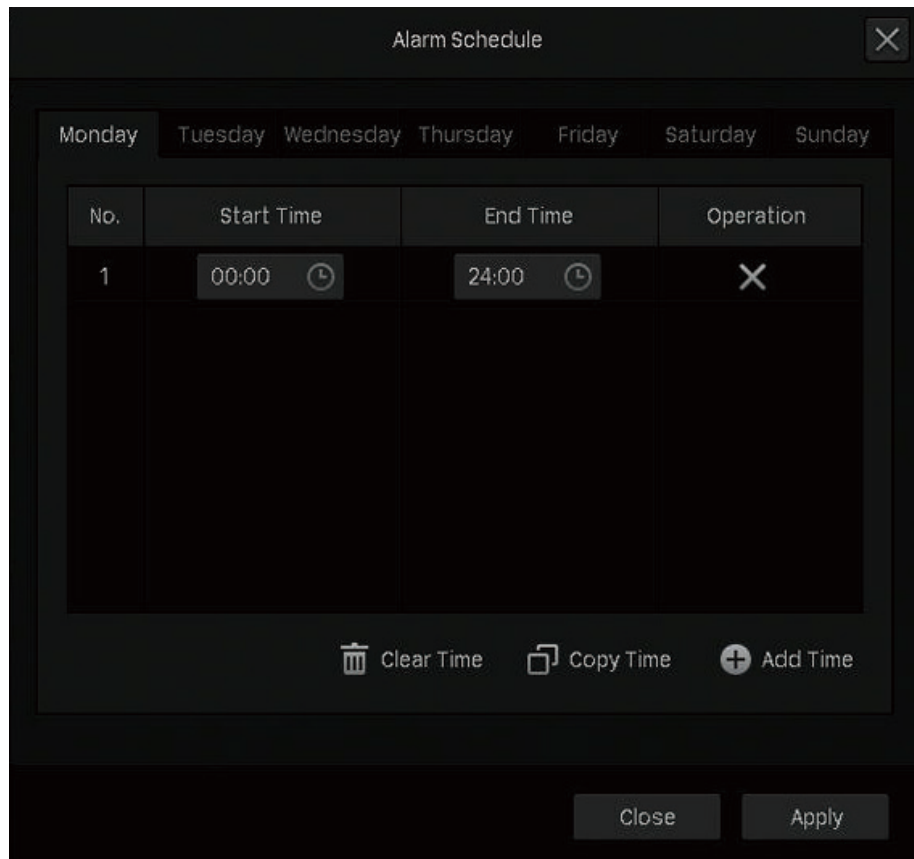 Alarm Schedule
Monday Tuesday Wednesday Thursday Friday Saturday Sunday
No. Start Time End Time Operation
1 00:00 24:00
Clear Time Copy Time Add Time
Close Apply